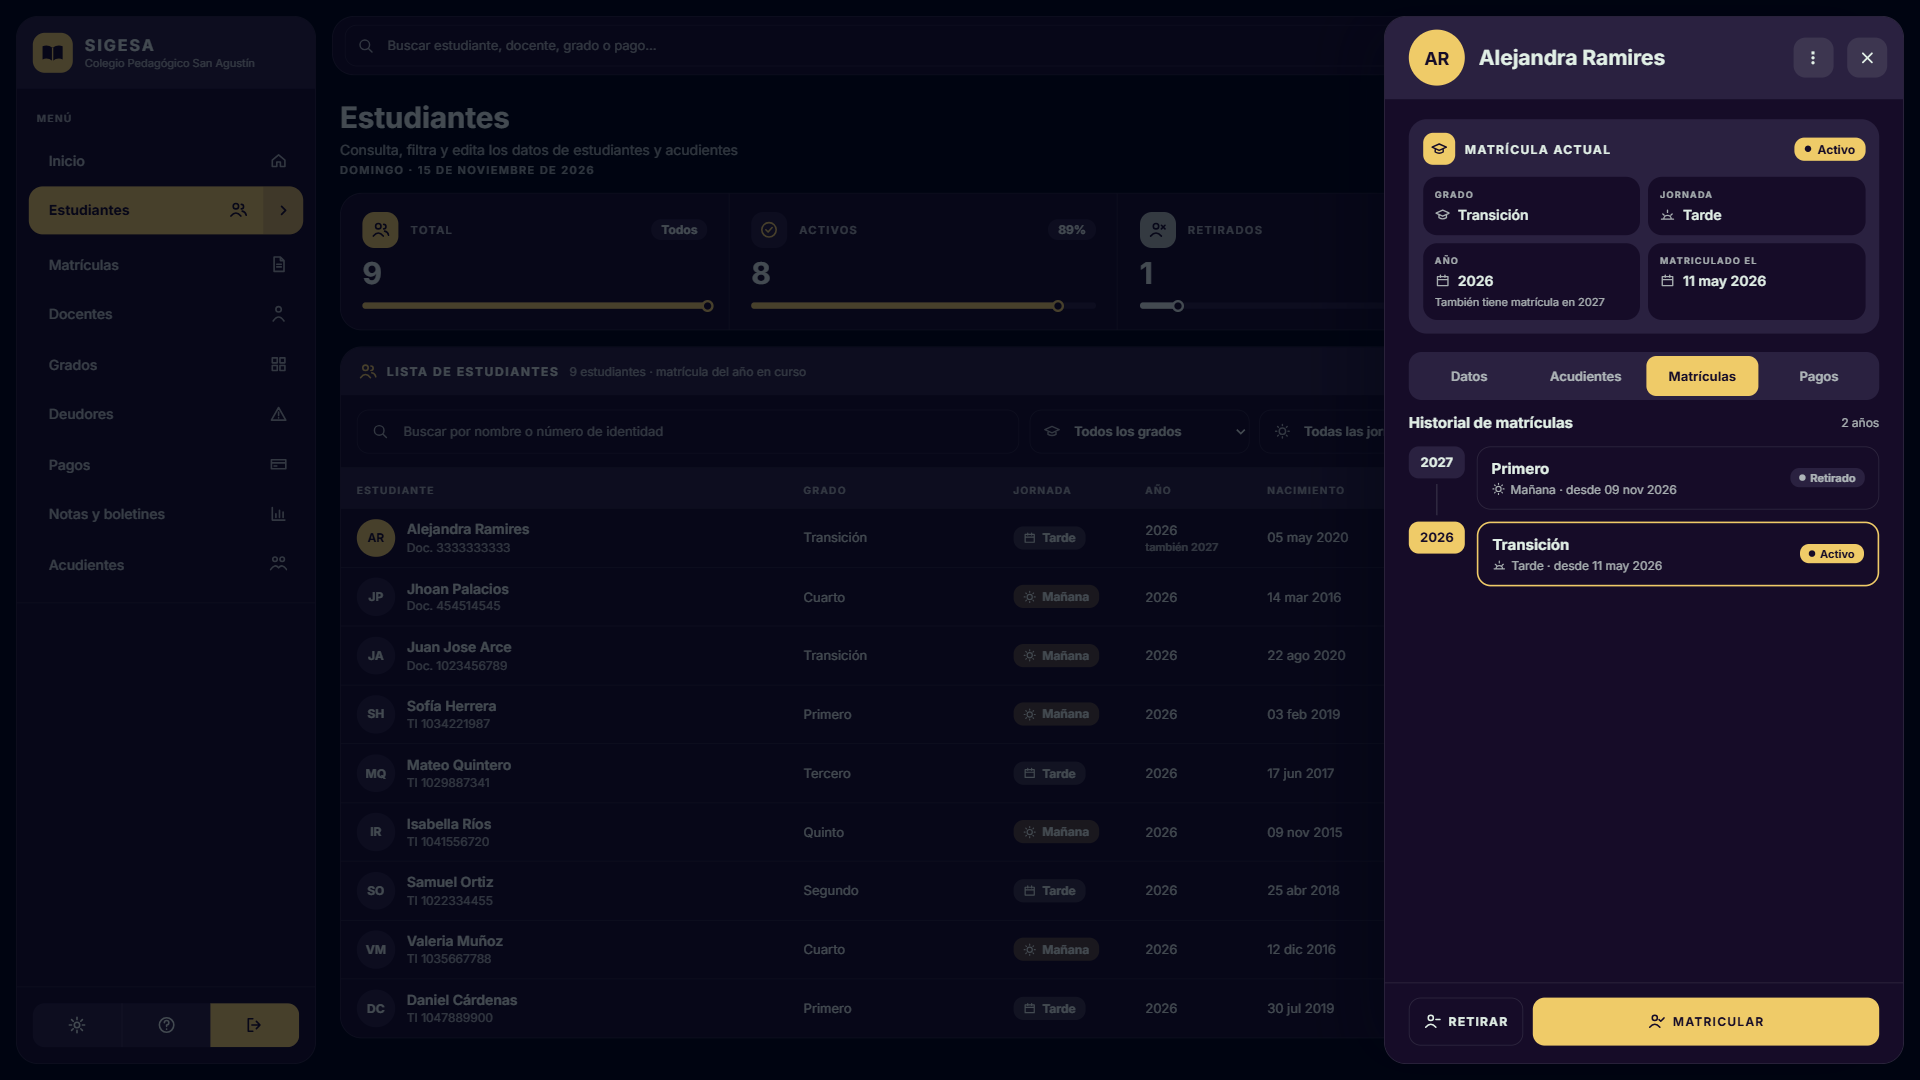 SIGESA
Colegio Pedagógico San Agustín
MENÚ
Inicio
Estudiantes
Matrículas
Docentes
Grados
Deudores
Pagos
Notas y boletines
Acudientes
Buscar estudiante, docente, grado o pago...
Estudiantes
Consulta, filtra y edita los datos de estudiantes y acudientes
DOMINGO · 15 DE NOVIEMBRE DE 2026
TOTAL Todos
9
ACTIVOS 89%
8
RETIRADOS
1
LISTA DE ESTUDIANTES 9 estudiantes · matrícula del año en curso
Buscar por nombre o número de identidad
Todos los grados
Todas las jor
ESTUDIANTE GRADO JORNADA AÑO NACIMIENTO
AR Alejandra Ramires Transición Tarde 2026 05 may 2020
Doc. 3333333333 también 2027
JP Jhoan Palacios Cuarto Mañana 2026 14 mar 2016
Doc. 454514545
JA Juan Jose Arce Transición Mañana 2026 22 ago 2020
Doc. 1023456789
SH Sofía Herrera Primero Mañana 2026 03 feb 2019
TI 1034221987
MQ Mateo Quintero Tercero Tarde 2026 17 jun 2017
TI 1029887341
IR Isabella Ríos Quinto Mañana 2026 09 nov 2015
TI 1041556720
SO Samuel Ortiz Segundo Tarde 2026 25 abr 2018
TI 1022334455
VM Valeria Muñoz Cuarto Mañana 2026 12 dic 2016
TI 1035667788
DC Daniel Cárdenas Primero Tarde 2026 30 jul 2019
TI 1047889900
AR Alejandra Ramires
MATRÍCULA ACTUAL Activo
GRADO
Transición
JORNADA
Tarde
AÑO
2026
También tiene matrícula en 2027
MATRICULADO EL
11 may 2026
Datos Acudientes Matrículas Pagos
Historial de matrículas 2 años
2027
Primero
Mañana · desde 09 nov 2026
Retirado
2026
Transición
Tarde · desde 11 may 2026
Activo
RETIRAR
MATRICULAR